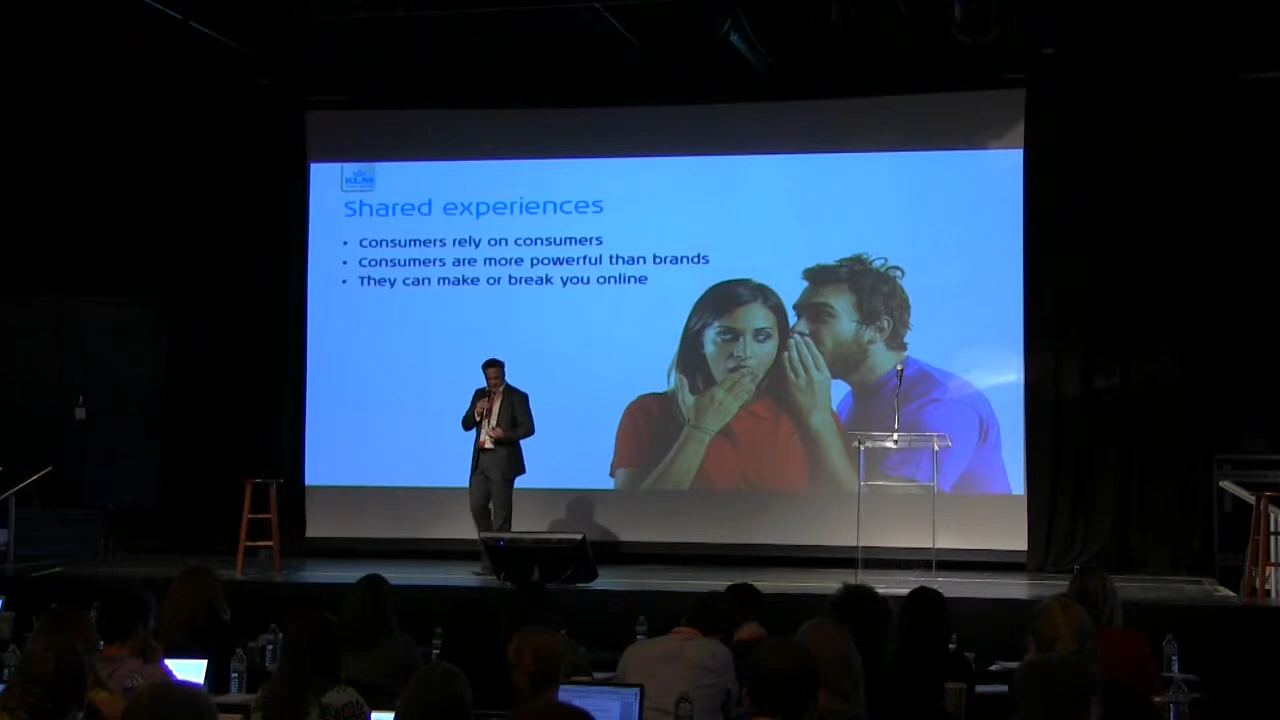 KLM
Shared experiences
• Consumers rely on consumers
• Consumers are more powerful than brands
• They can make or break you online